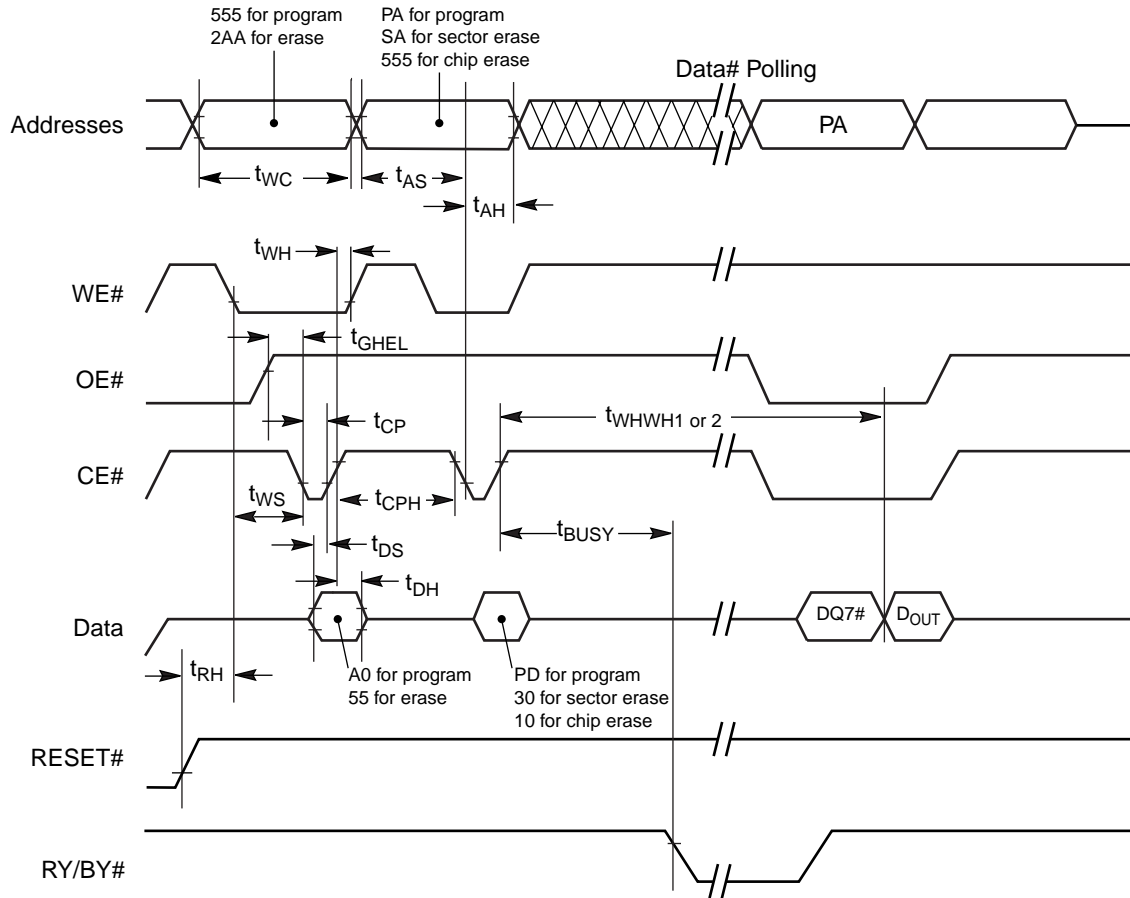 555 for program
2AA for erase
PA for program
SA for sector erase
555 for chip erase
Data# Polling
Addresses
PA
tWC
tAS
tAH
tWH
WE#
tGHEL
OE#
tWHWH1 or 2
tCP
CE#
tWS
tCPH
tBUSY
tDS
tDH
Data
DQ7#
DOUT
tRH
A0 for program
55 for erase
PD for program
30 for sector erase
10 for chip erase
RESET#
RY/BY#